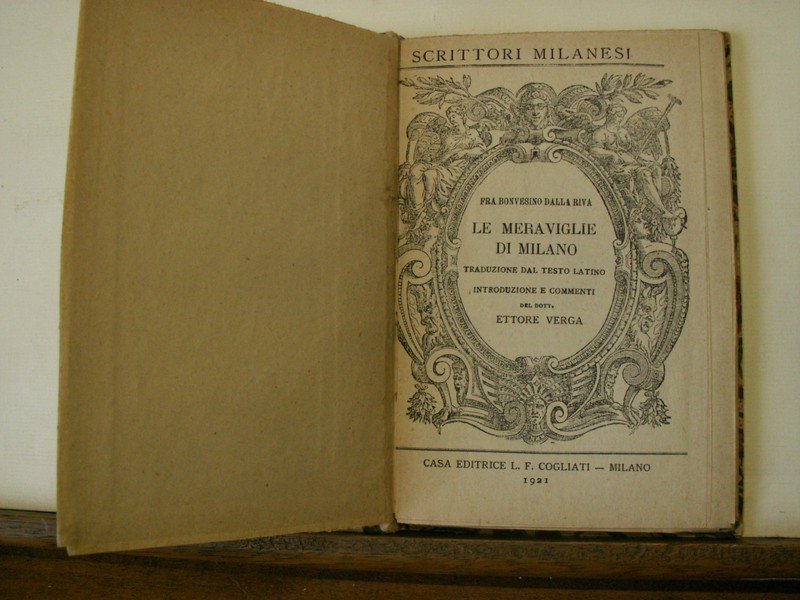 SCRITTORI MILANESI
FRA BONVESINO DALLA RIVA
LE MERAVIGLIE
DI MILANO
TRADUZIONE DAL TESTO LATINO
INTRODUZIONE E COMMENTI
DEL DOTT.
ETTORE VERGA
CASA EDITRICE L. F. COGLIATI — MILANO
1921